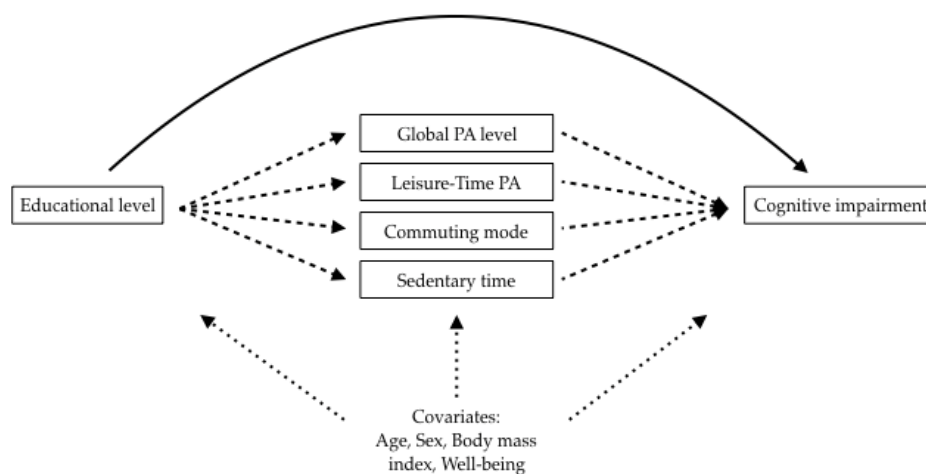 Global PA level
Leisure-Time PA
Educational level
Cognitive impairment
Commuting mode
Sedentary time
Covariates:
Age, Sex, Body mass
index, Well-being